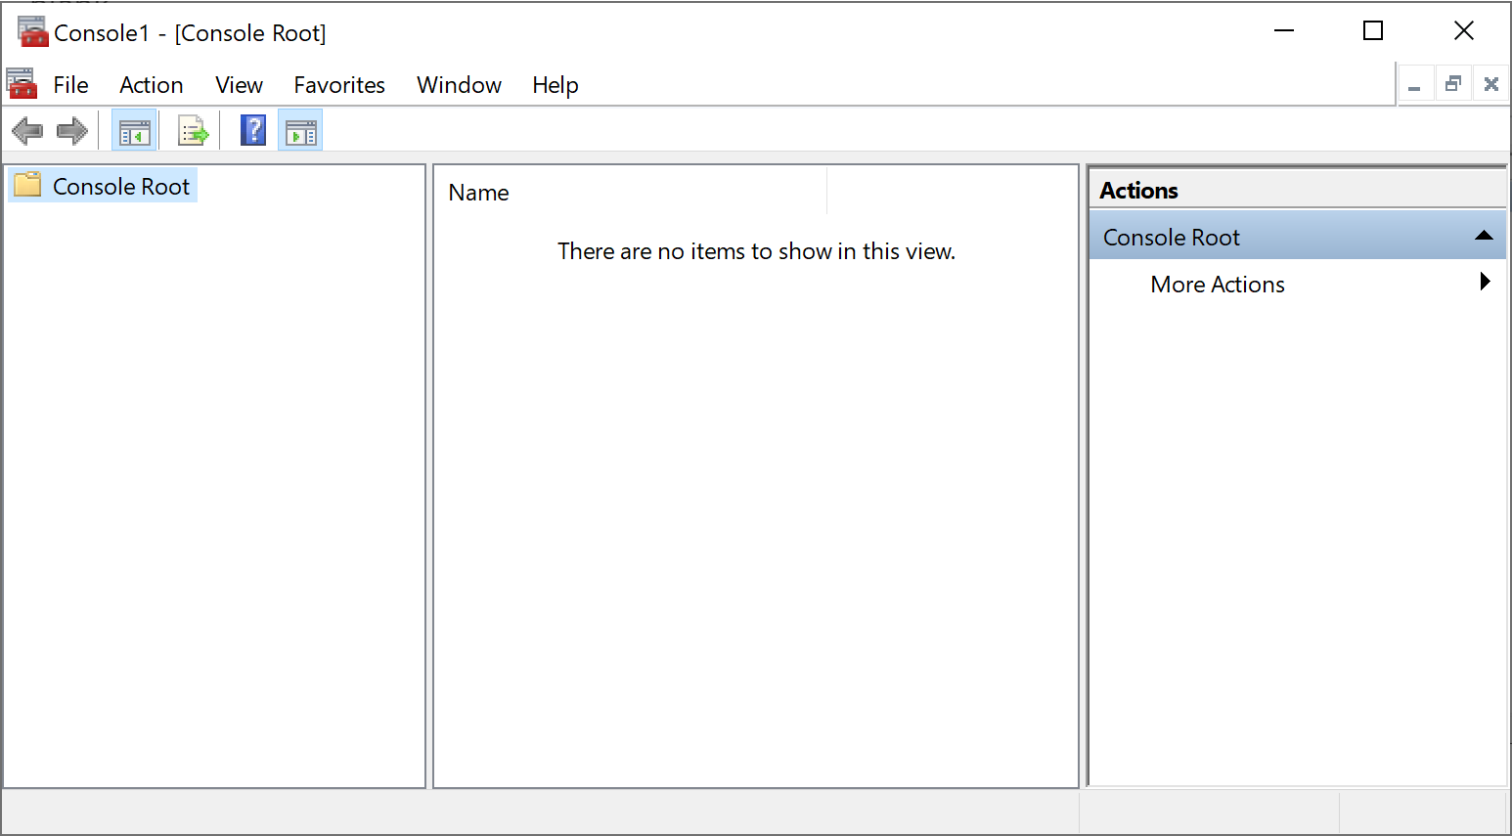 Console1 - [Console Root]
File Action View Favorites Window Help
?
Console Root
Name
There are no items to show in this view.
Actions
Console Root
More Actions